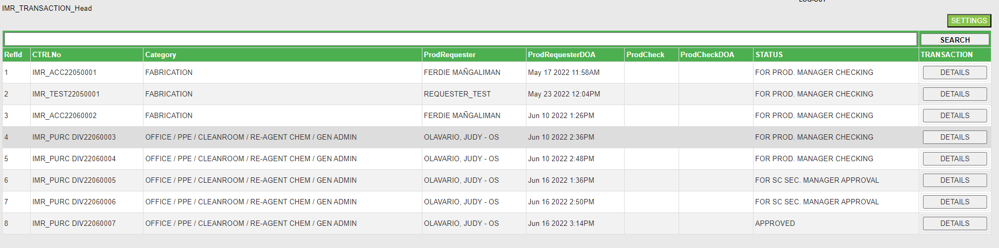 LOG-OUT
IMR_TRANSACTION_Head
SETTINGS
SEARCH
RefId CTRLNo Category ProdRequester ProdRequesterDOA ProdCheck ProdCheckDOA STATUS TRANSACTION
1 IMR_ACC22050001 FABRICATION FERDIE MAÑGALIMAN May 17 2022 11:58AM FOR PROD. MANAGER CHECKING DETAILS
2 IMR_TEST22050001 FABRICATION REQUESTER_TEST May 23 2022 12:04PM FOR PROD. MANAGER CHECKING DETAILS
3 IMR_ACC22060002 FABRICATION FERDIE MAÑGALIMAN Jun 10 2022 1:26PM FOR PROD. MANAGER CHECKING DETAILS
4 IMR_PURC DIV22060003 OFFICE / PPE / CLEANROOM / RE-AGENT CHEM / GEN ADMIN OLAVARIO, JUDY - OS Jun 10 2022 2:36PM FOR PROD. MANAGER CHECKING DETAILS
5 IMR_PURC DIV22060004 OFFICE / PPE / CLEANROOM / RE-AGENT CHEM / GEN ADMIN OLAVARIO, JUDY - OS Jun 10 2022 2:48PM FOR PROD. MANAGER CHECKING DETAILS
6 IMR_PURC DIV22060005 OFFICE / PPE / CLEANROOM / RE-AGENT CHEM / GEN ADMIN OLAVARIO, JUDY - OS Jun 16 2022 1:36PM FOR SC SEC. MANAGER APPROVAL DETAILS
7 IMR_PURC DIV22060006 OFFICE / PPE / CLEANROOM / RE-AGENT CHEM / GEN ADMIN OLAVARIO, JUDY - OS Jun 16 2022 2:50PM FOR SC SEC. MANAGER APPROVAL DETAILS
8 IMR_PURC DIV22060007 OFFICE / PPE / CLEANROOM / RE-AGENT CHEM / GEN ADMIN OLAVARIO, JUDY - OS Jun 16 2022 3:14PM APPROVED DETAILS